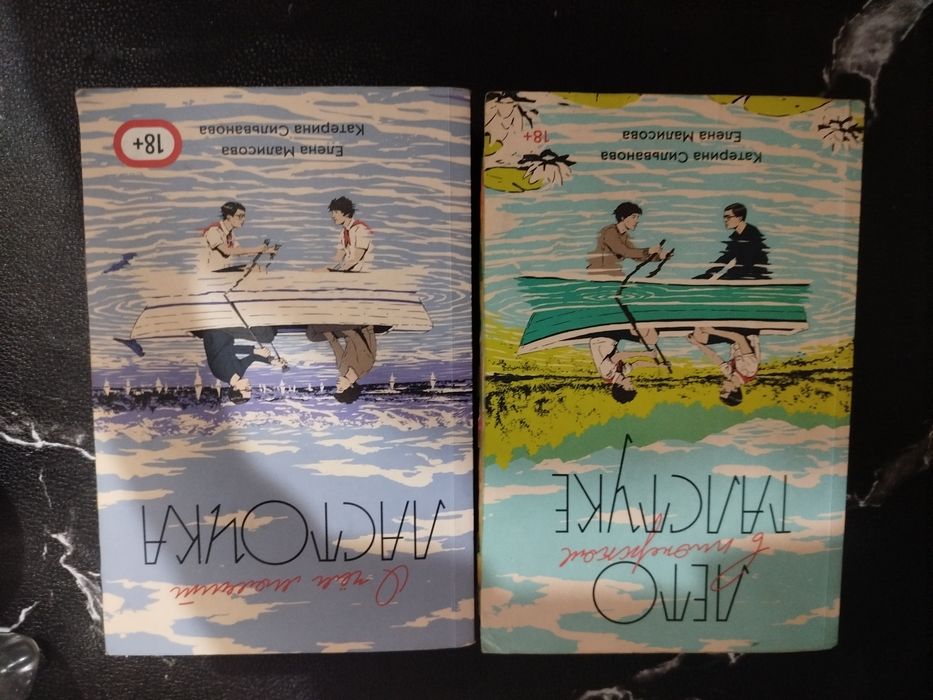 ЛЕТО
в пионерском
ГАЛСТУКЕ
Катерина Сильванова
Елена Малисова
18+
О чём молчит
ЛАСТОЧКА
Елена Малисова
Катерина Сильванова
18+